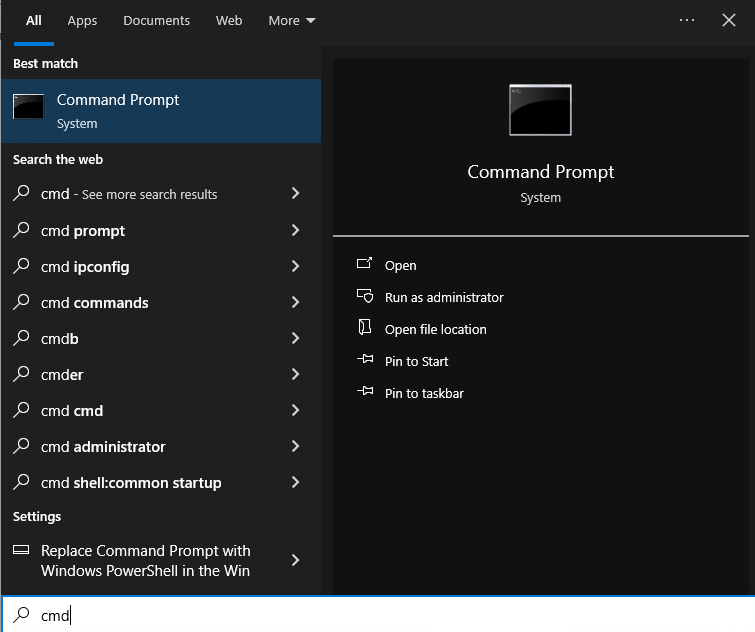 All Apps Documents Web More
Best match
Command Prompt
System
Search the web
cmd - See more search results
cmd prompt
cmd ipconfig
cmd commands
cmdb
cmder
cmd cmd
cmd administrator
cmd shell:common startup
Settings
Replace Command Prompt with
Windows PowerShell in the Win
cmd
Command Prompt
System
Open
Run as administrator
Open file location
Pin to Start
Pin to taskbar